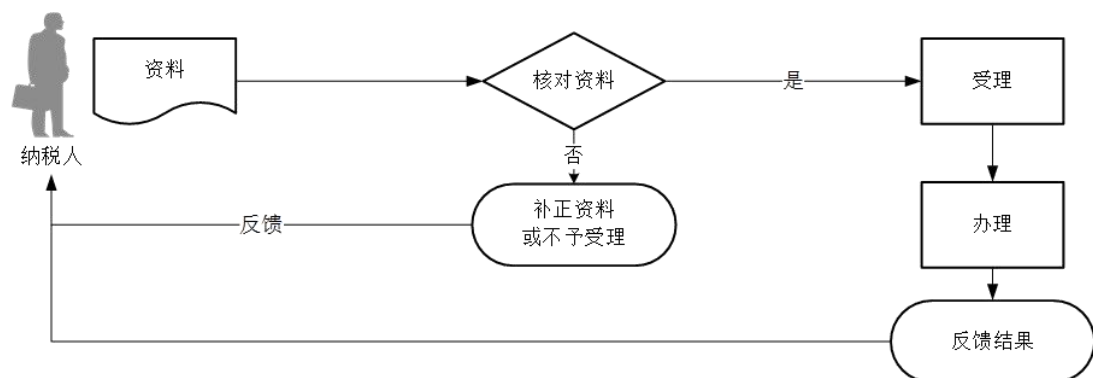 资料
核对资料
是
受理
纳税人
否
补正资料
或不予受理
反馈
办理
反馈结果